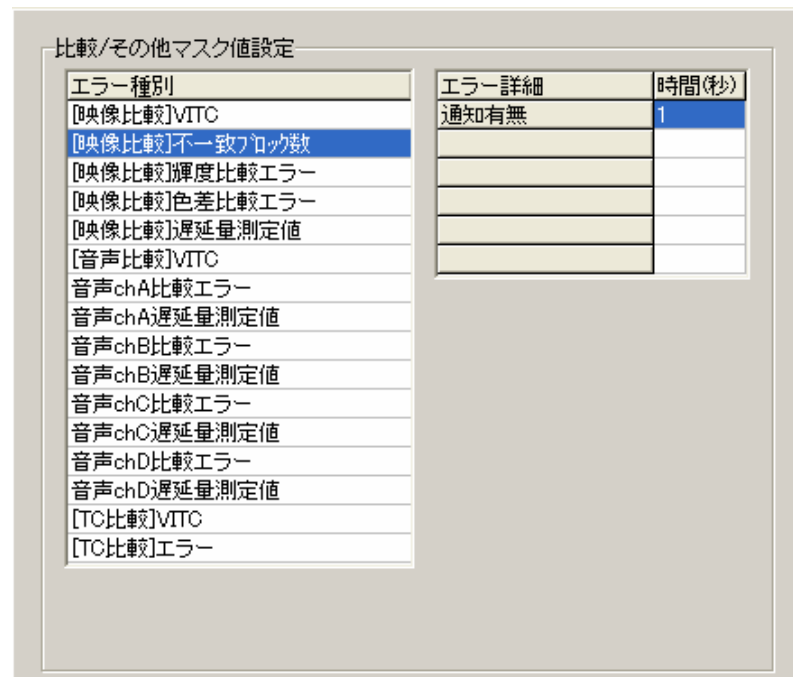 比較/その他マスク値設定
エラー種別
[映像比較]VITC
[映像比較]不一致ブロック数
[映像比較]輝度比較エラー
[映像比較]色差比較エラー
[映像比較]遅延量測定値
[音声比較]VITC
音声chA比較エラー
音声chA遅延量測定値
音声chB比較エラー
音声chB遅延量測定値
音声chC比較エラー
音声chC遅延量測定値
音声chD比較エラー
音声chD遅延量測定値
[TC比較]VITC
[TC比較]エラー
エラー詳細 時間(秒)
通知有無 1